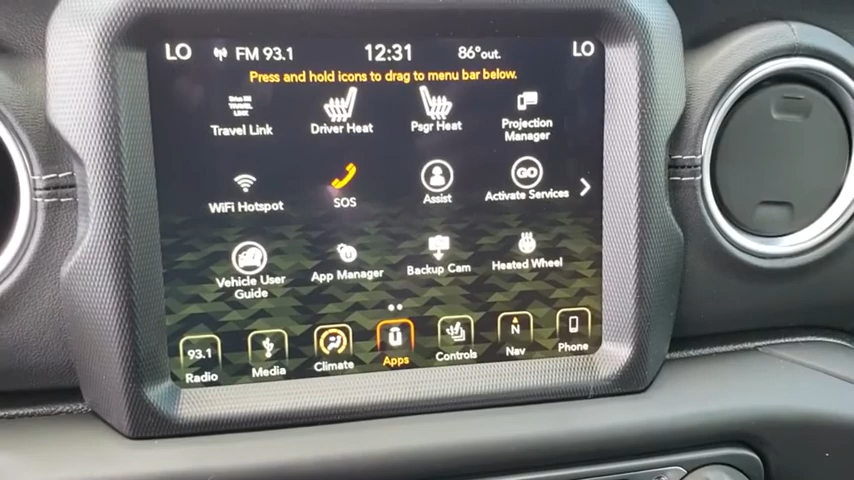 LO FM 93.1 12:31 86°out. LO
Press and hold icons to drag to menu bar below.
Travel Link
Driver Heat
Psgr Heat
Projection
Manager
WiFi Hotspot
SOS
Assist
GO
Activate Services
Vehicle User
Guide
App Manager
Backup Cam
Heated Wheel
93.1
Radio
Media
Climate
Apps
Controls
N
Nav
Phone